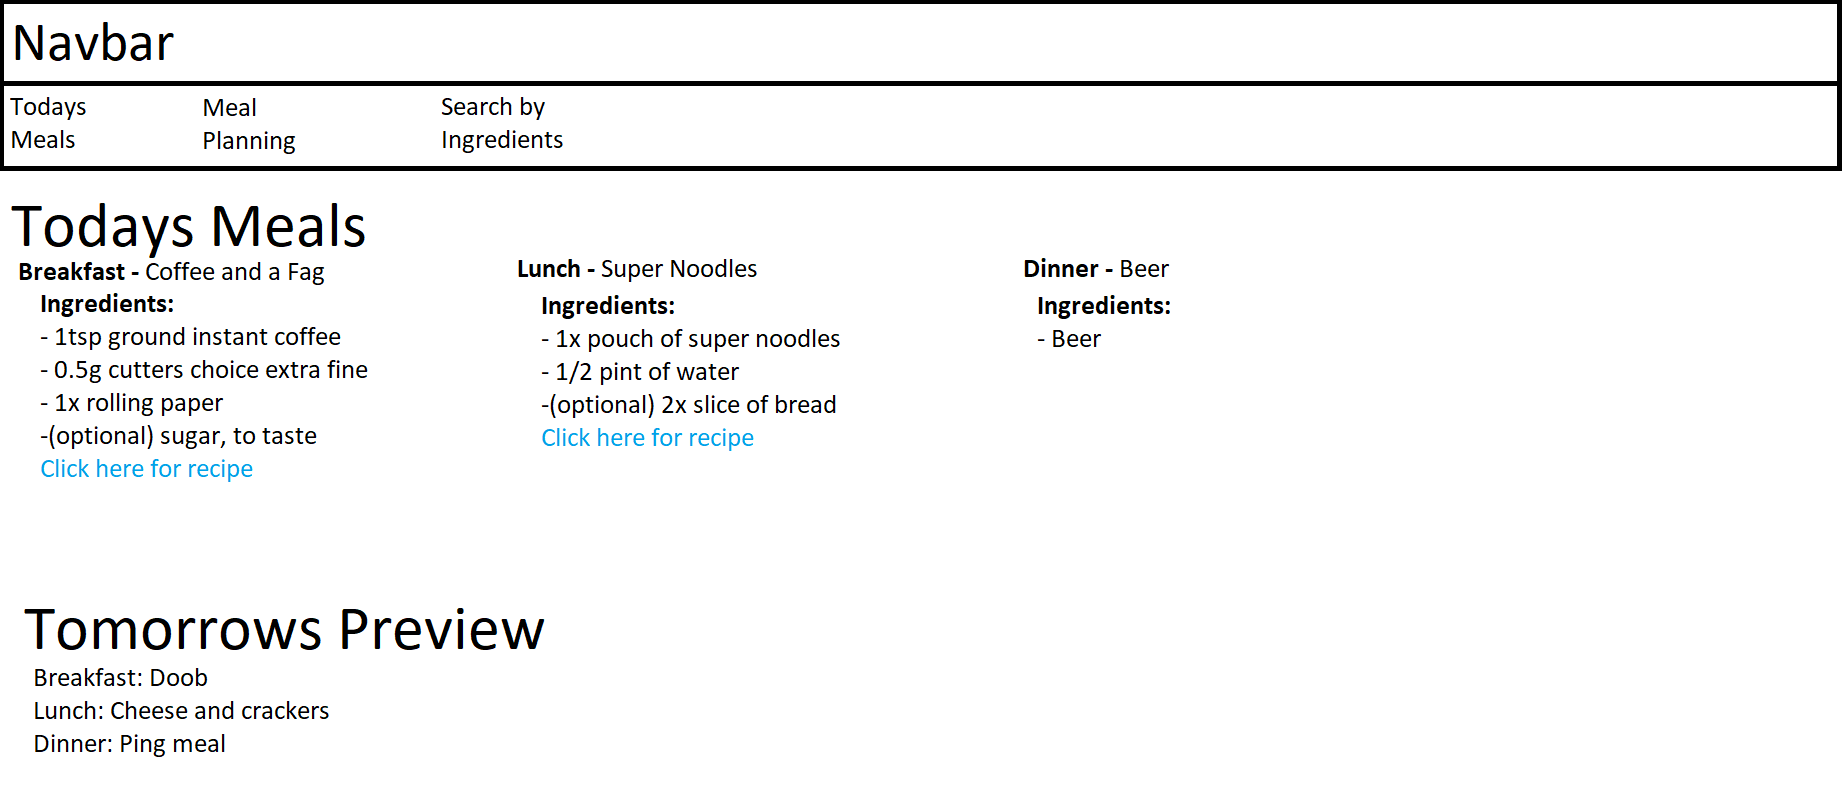 Navbar
Todays
Meals
Meal
Planning
Search by
Ingredients
Todays Meals
Breakfast - Coffee and a Fag
Ingredients:
- 1tsp ground instant coffee
- 0.5g cutters choice extra fine
- 1x rolling paper
-(optional) sugar, to taste
Click here for recipe
Lunch - Super Noodles
Ingredients:
- 1x pouch of super noodles
- 1/2 pint of water
-(optional) 2x slice of bread
Click here for recipe
Dinner - Beer
Ingredients:
- Beer
Tomorrows Preview
Breakfast: Doob
Lunch: Cheese and crackers
Dinner: Ping meal